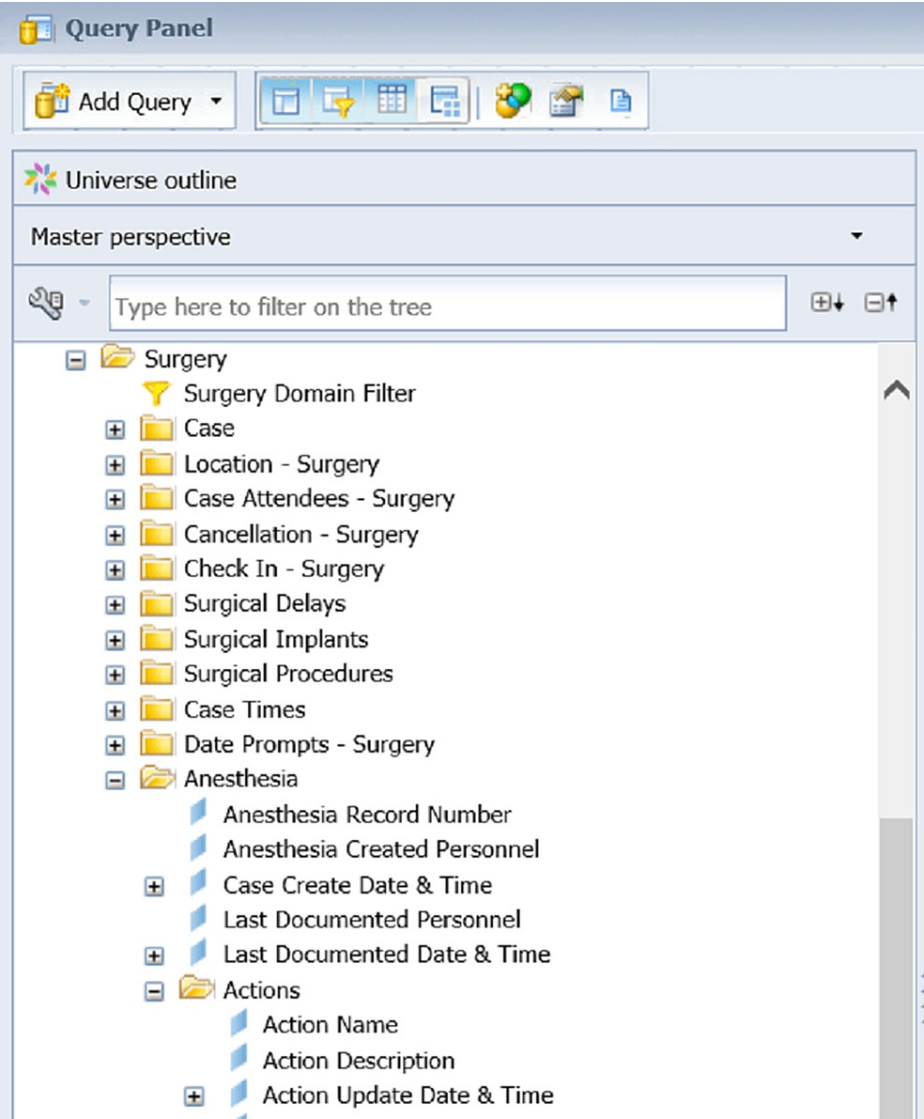 Query Panel
Add Query
Universe outline
Master perspective
Type here to filter on the tree
Surgery
Surgery Domain Filter
Case
Location - Surgery
Case Attendees - Surgery
Cancellation - Surgery
Check In - Surgery
Surgical Delays
Surgical Implants
Surgical Procedures
Case Times
Date Prompts - Surgery
Anesthesia
Anesthesia Record Number
Anesthesia Created Personnel
Case Create Date & Time
Last Documented Personnel
Last Documented Date & Time
Actions
Action Name
Action Description
Action Update Date & Time